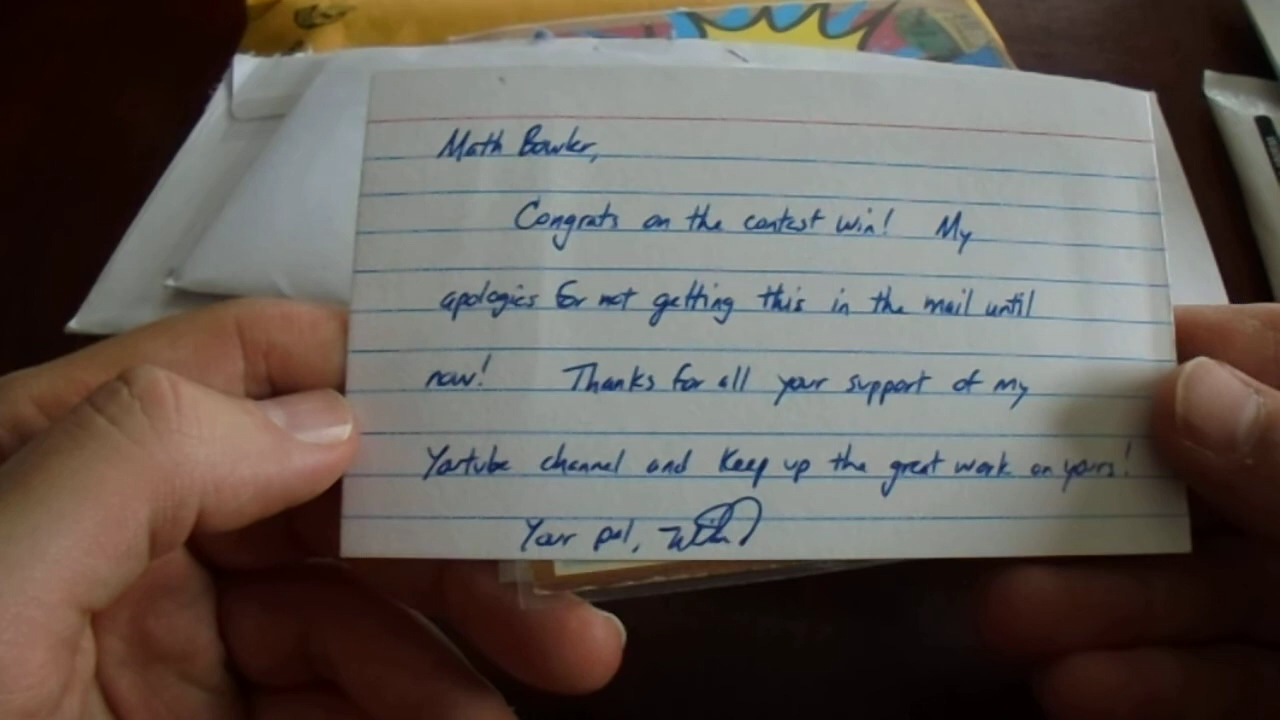 Math Bowler,
Congrats on the contest win! My
apologies for not getting this in the mail until
now! Thanks for all your support of my
Youtube channel and keep up the great work on yours!
Your pal,